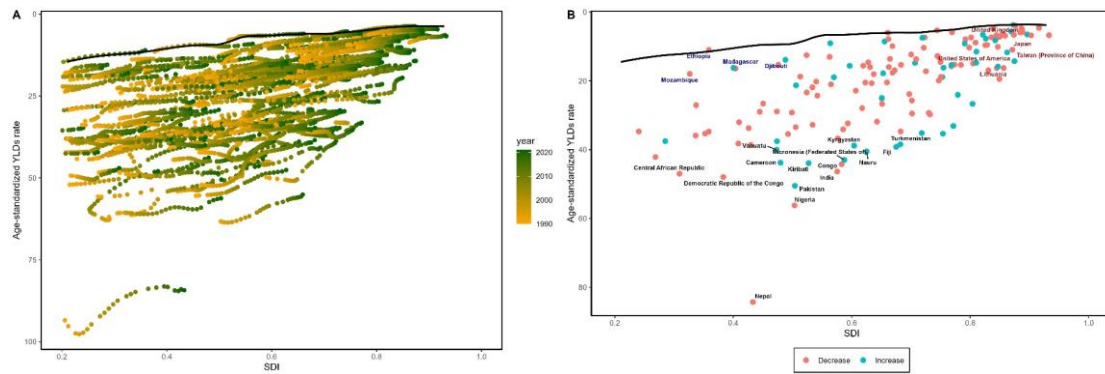 A
B
0
25
50
75
100
Age-standardized YLDs rate
0.2
0.4
0.6
0.8
1.0
SDI
year
2020
2010
2000
1990
0
20
40
60
80
Age-standardized YLDs rate
United Kingdom
Ethiopia
Japan
Madagascar
Djibouti
United States of America
Taiwan (Province of China)
Mozambique
Lithuania
Kyrgyzstan
Turkmenistan
Vanuatu
Micronesia (Federated States of)
Fiji
Central African Republic
Cameroon
Kiribati
Congo
Nauru
India
Democratic Republic of the Congo
Pakistan
Nigeria
Nepal
0.2
0.4
0.6
0.8
1.0
SDI
Decrease
Increase